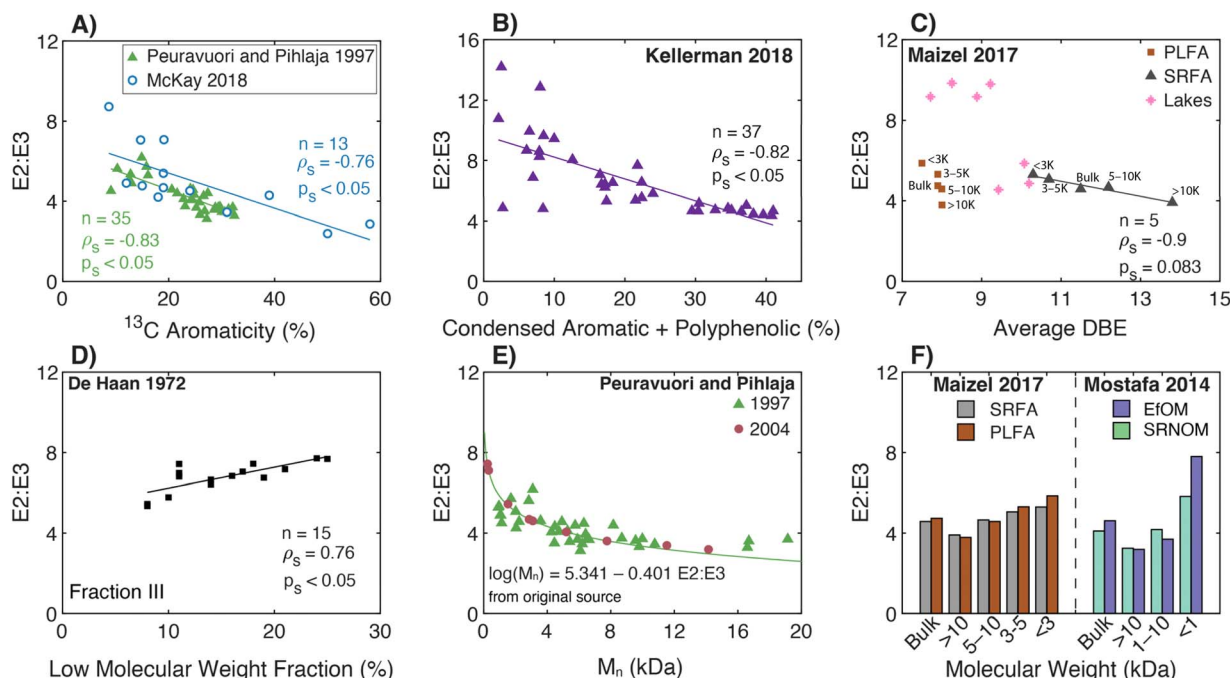 A)
12
8
4
0
E2:E3
Peuravuori and Pihlaja 1997
McKay 2018
n = 13
ρs = -0.76
ps < 0.05
n = 35
ρs = -0.83
ps < 0.05
0 20 40 60
13C Aromaticity (%)
B)
16
12
8
4
0
E2:E3
Kellerman 2018
n = 37
ρs = -0.82
ps < 0.05
0 10 20 30 40
Condensed Aromatic + Polyphenolic (%)
C)
12
8
4
0
E2:E3
Maizel 2017
PLFA
SRFA
Lakes
<3K
3–5K
Bulk
5–10K
>10K
<3K
3–5K
Bulk
5–10K
>10K
n = 5
ρs = -0.9
ps = 0.083
7 9 11 13 15
Average DBE
D)
12
8
4
0
E2:E3
De Haan 1972
n = 15
ρs = 0.76
ps < 0.05
Fraction III
0 10 20 30
Low Molecular Weight Fraction (%)
E)
12
8
4
0
E2:E3
Peuravuori and Pihlaja
1997
2004
log(Mn) = 5.341 – 0.401 E2:E3
from original source
0 4 8 12 16 20
Mn (kDa)
F)
12
8
4
0
E2:E3
Maizel 2017
SRFA
PLFA
Mostafa 2014
EfOM
SRNOM
Bulk >10 5–10 3-5 <3 Bulk >10 1–10 <1
Molecular Weight (kDa)